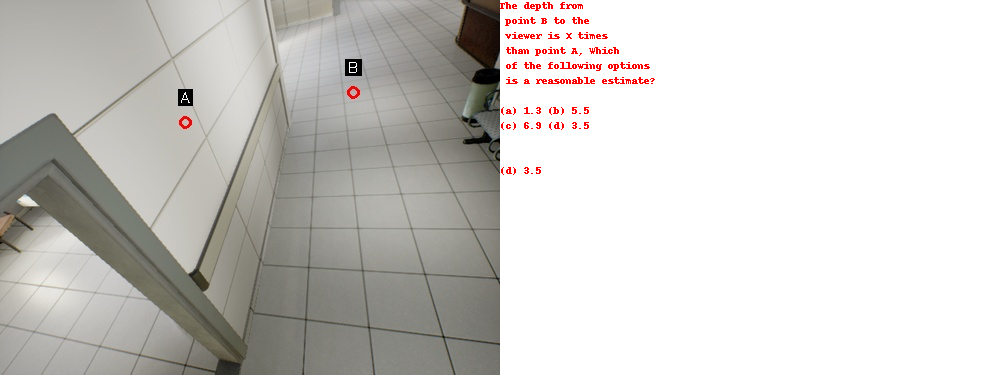 A
B
The depth from
point B to the
viewer is X times
than point A, Which
of the following options
is a reasonable estimate?
(a) 1.3 (b) 5.5
(c) 6.9 (d) 3.5
(d) 3.5